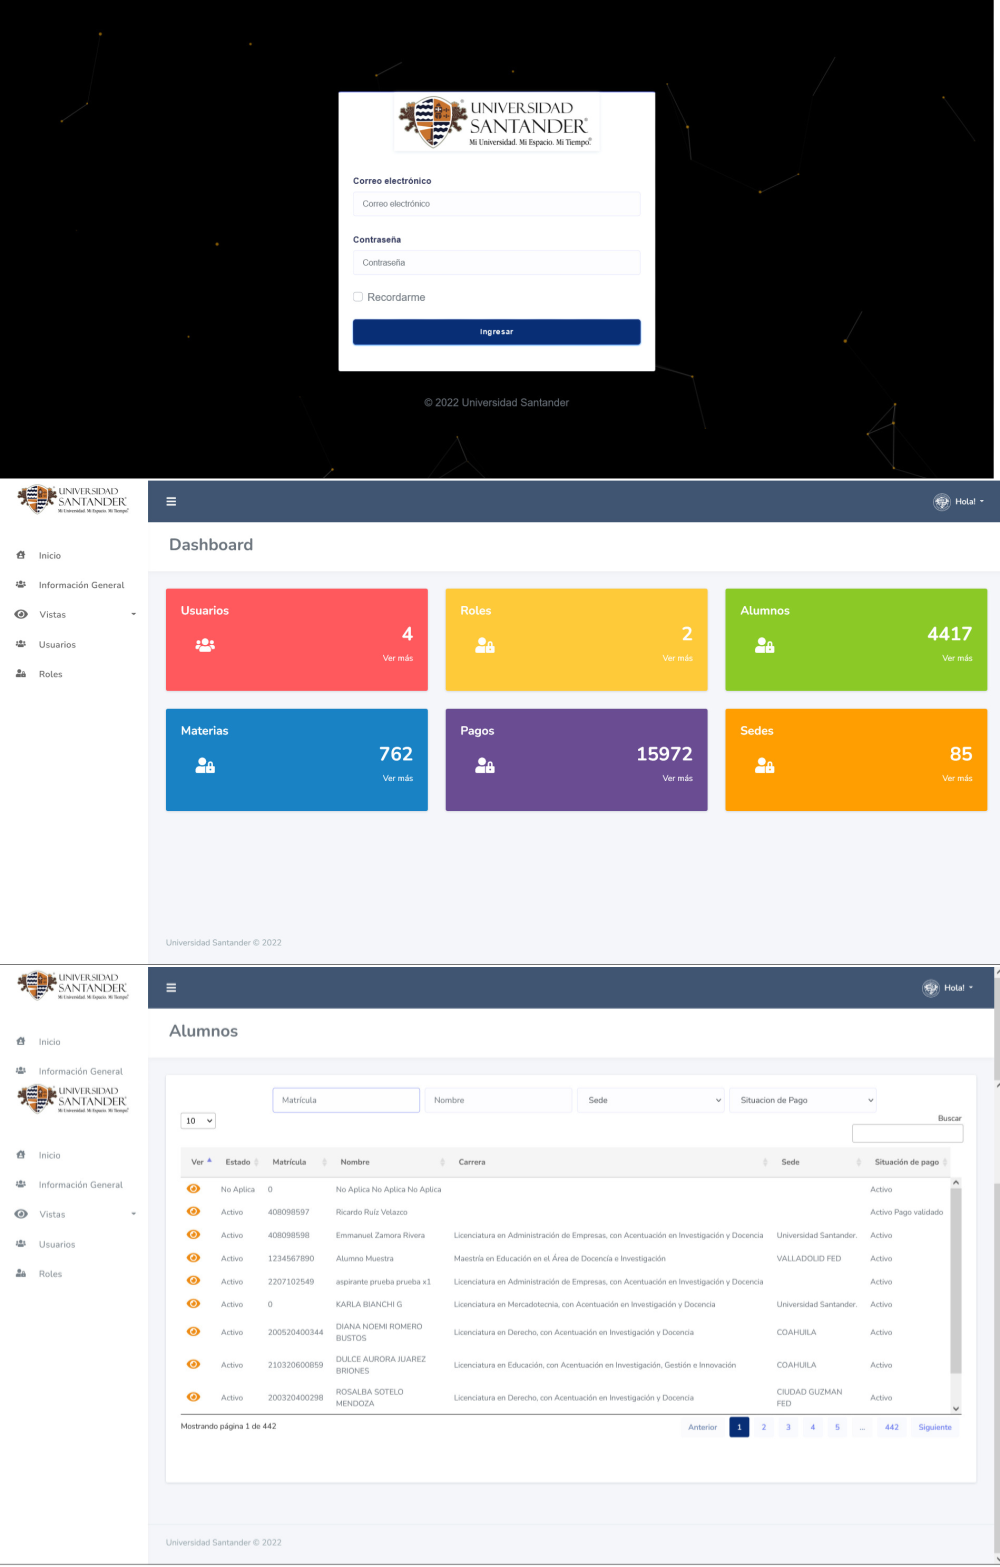 UNIVERSIDAD
SANTANDER
Mi Universidad. Mi Espacio. Mi Tiempo.
Correo electrónico
Correo electrónico
Contraseña
Contraseña
Recordarme
Ingresar
© 2022 Universidad Santander
UNIVERSIDAD
SANTANDER
Mi Universidad. Mi Espacio. Mi Tiempo.
Hola!
Dashboard
Inicio
Información General
Vistas
Usuarios
Roles
Usuarios
4
Ver más
Roles
2
Ver más
Alumnos
4417
Ver más
Materias
762
Ver más
Pagos
15972
Ver más
Sedes
85
Ver más
Universidad Santander © 2022
UNIVERSIDAD
SANTANDER
Mi Universidad. Mi Espacio. Mi Tiempo.
Hola!
Alumnos
Inicio
Información General
UNIVERSIDAD
SANTANDER
Mi Universidad. Mi Espacio. Mi Tiempo.
Inicio
Información General
Vistas
Usuarios
Roles
Matrícula Nombre Sede Situacion de Pago
10
Buscar
Ver Estado Matrícula Nombre Carrera Sede Situación de pago
No Aplica 0 No Aplica No Aplica No Aplica Activo
Activo 408098597 Ricardo Ruíz Velazco Activo Pago validado
Activo 408098598 Emmanuel Zamora Rivera Licenciatura en Administración de Empresas, con Acentuación en Investigación y Docencia Universidad Santander. Activo
Activo 1234567890 Alumno Muestra Maestría en Educación en el Área de Docencía e Investigación VALLADOLID FED Activo
Activo 2207102549 aspirante prueba prueba x1 Licenciatura en Administración de Empresas, con Acentuación en Investigación y Docencia Activo
Activo 0 KARLA BIANCHI G Licenciatura en Mercadotecnia, con Acentuación en Investigación y Docencia Universidad Santander. Activo
Activo 200520400344 DIANA NOEMI ROMERO BUSTOS Licenciatura en Derecho, con Acentuación en Investigación y Docencia COAHUILA Activo
Activo 210320600859 DULCE AURORA JUAREZ BRIONES Licenciatura en Educación, con Acentuación en Investigación, Gestión e Innovación COAHUILA Activo
Activo 200320400298 ROSALBA SOTELO MENDOZA Licenciatura en Derecho, con Acentuación en Investigación y Docencia CIUDAD GUZMAN FED Activo
Mostrando página 1 de 442
Anterior 1 2 3 4 5 ... 442 Siguiente
Universidad Santander © 2022